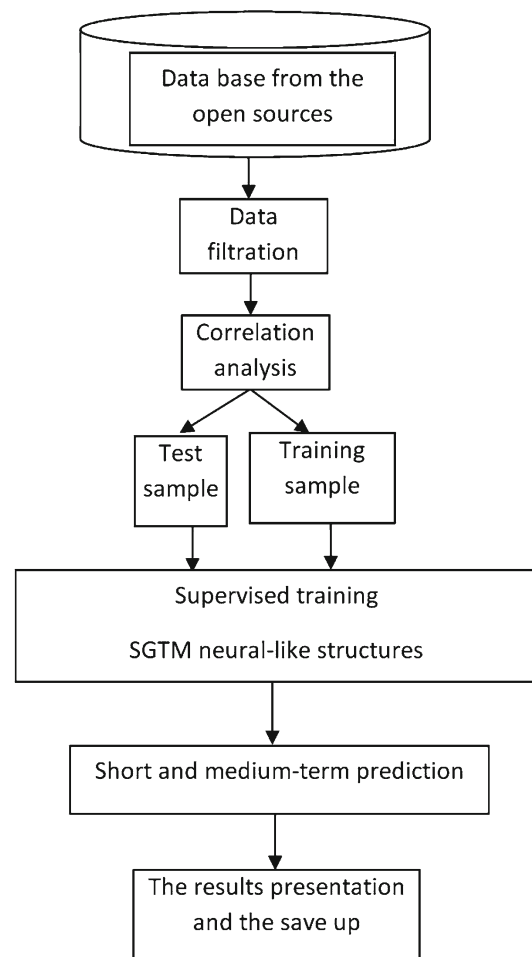 Data base from the
open sources
Data
filtration
Correlation
analysis
Test
sample
Training
sample
Supervised training
SGTM neural-like structures
Short and medium-term prediction
The results presentation
and the save up